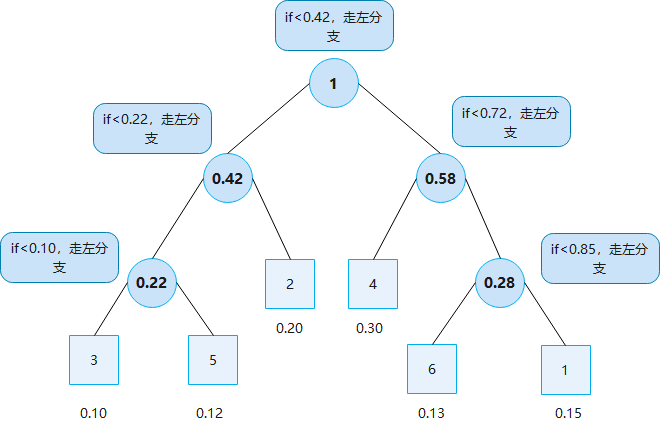 if<0.42，走左分
支
1
if<0.22，走左分
支
if<0.72，走左分
支
0.42
0.58
if<0.10，走左分
支
if<0.85，走左分
支
0.22
2
4
0.28
0.20
0.30
3
5
6
1
0.10
0.12
0.13
0.15